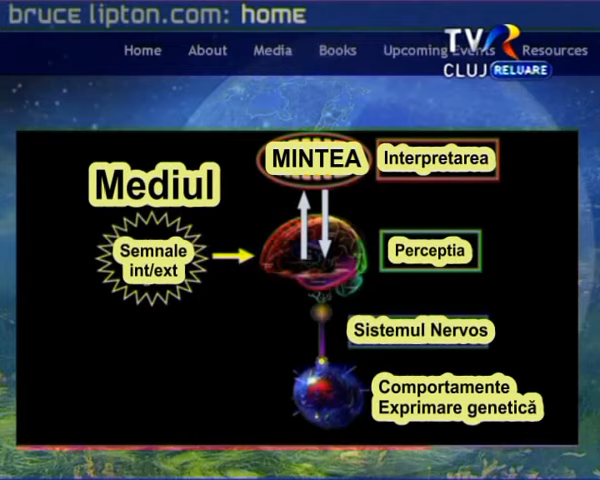 bruce lipton.com: home
Home About Media Books Upcoming Events Resources
TVR
CLUJ RELUARE
MINTEA
Interpretarea
Mediul
Semnale
int/ext
Perceptia
Sistemul Nervos
Comportamente
Exprimare genetică